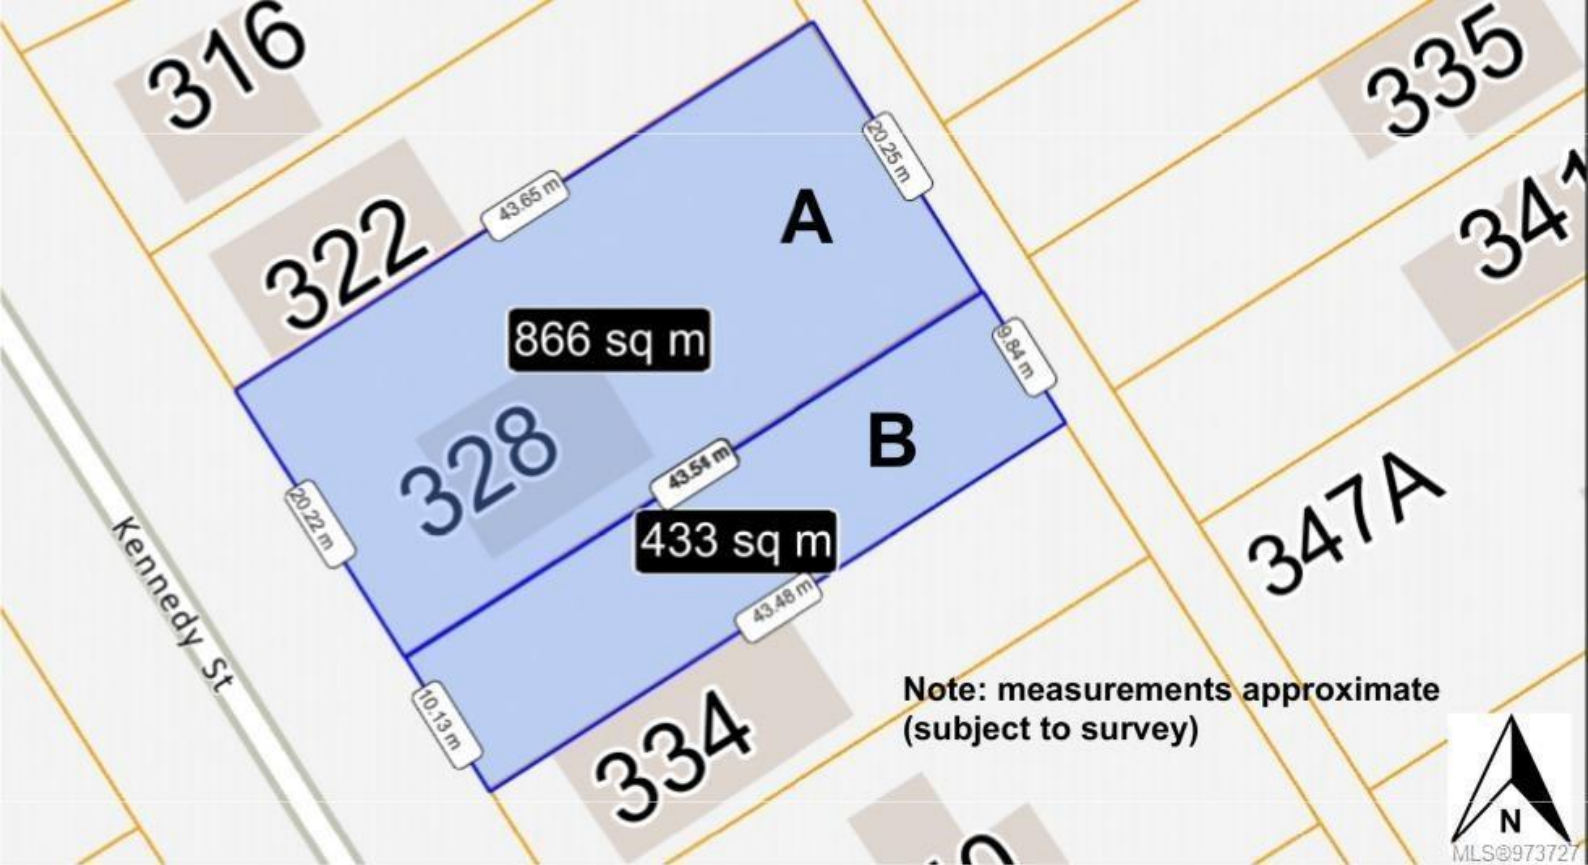 316
335
20.25 m
43.65 m
A
322
341
866 sq m
9.84 m
328
B
43.54 m
20.22 m
433 sq m
347A
43.48 m
Kennedy St
10.13 m
Note: measurements approximate
(subject to survey)
334
N
MLS®973727